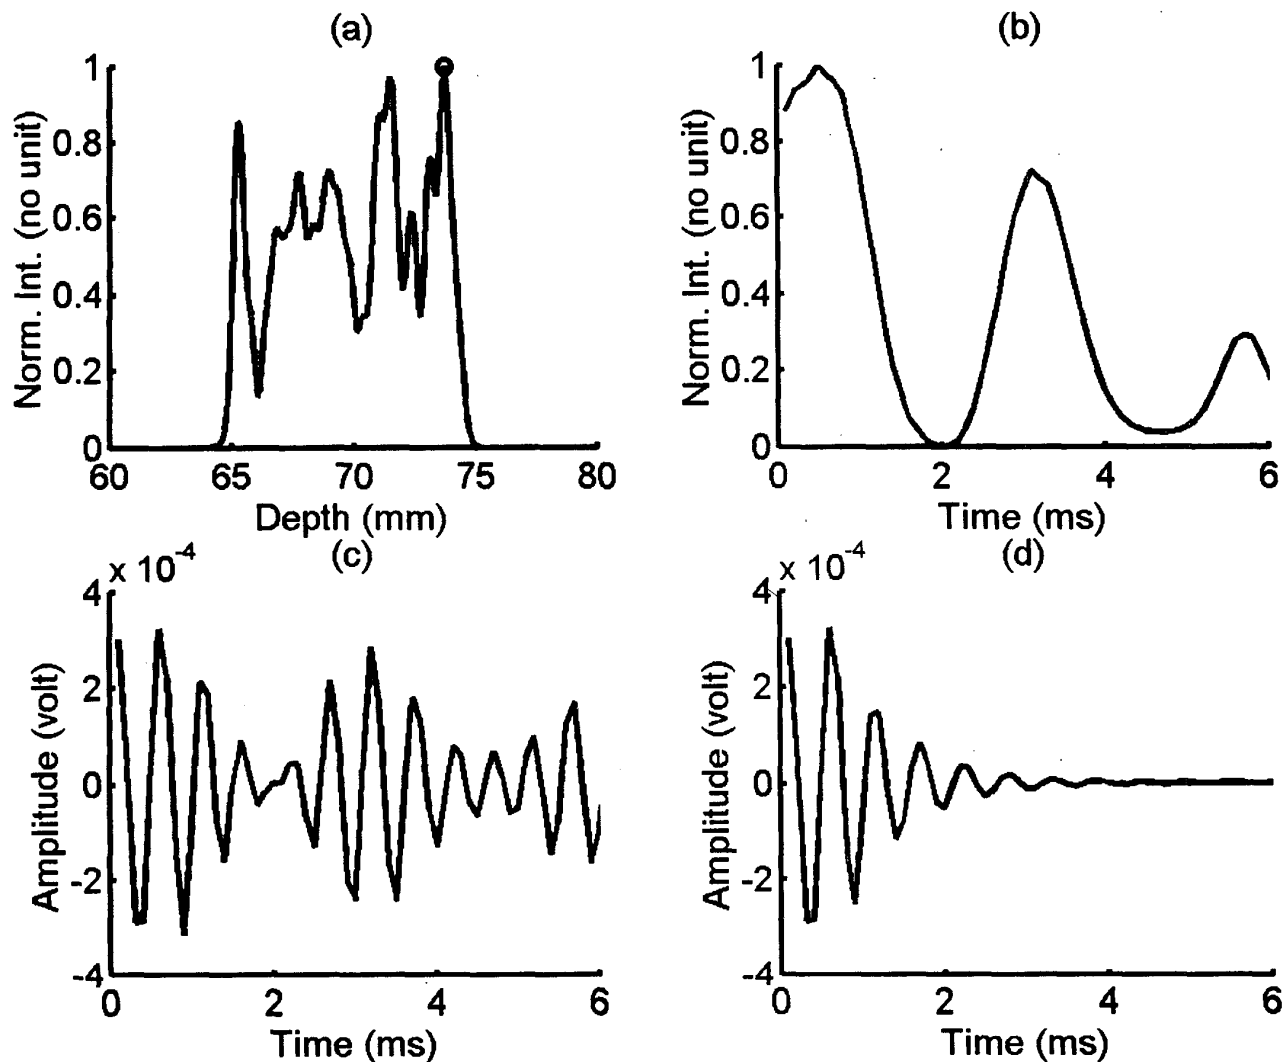 (a)
Norm. Int. (no unit)
1
0.8
0.6
0.4
0.2
0
60 65 70 75 80
Depth (mm)
(b)
Norm. Int. (no unit)
1
0.8
0.6
0.4
0.2
0
0 2 4 6
Time (ms)
(c)
x 10^-4
Amplitude (volt)
4
2
0
-2
-4
0 2 4 6
Time (ms)
(d)
x 10^-4
Amplitude (volt)
4
2
0
-2
-4
0 2 4 6
Time (ms)